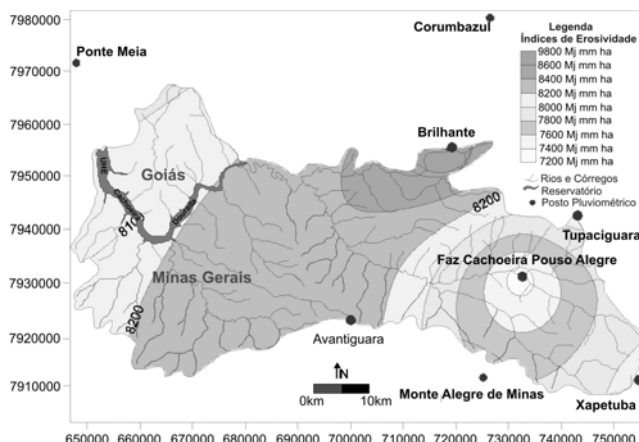 7980000
7970000
7960000
7950000
7940000
7930000
7920000
7910000
650000
660000
670000
680000
690000
700000
710000
720000
730000
740000
750000
Ponte Meia
Corumbazul
Brilhante
Goiás
UHE
8200
Tupaciguara
Faz Cachoeira Pouso Alegre
Minas Gerais
8200
Avantiguara
Monte Alegre de Minas
Xapetuba
N
0km 10km
Legenda
Índices de Erosividade
9800 Mj mm ha
8600 Mj mm ha
8400 Mj mm ha
8200 Mj mm ha
8000 Mj mm ha
7800 Mj mm ha
7600 Mj mm ha
7400 Mj mm ha
7200 Mj mm ha
Rios e Córregos
Reservatório
Posto Pluviométrico